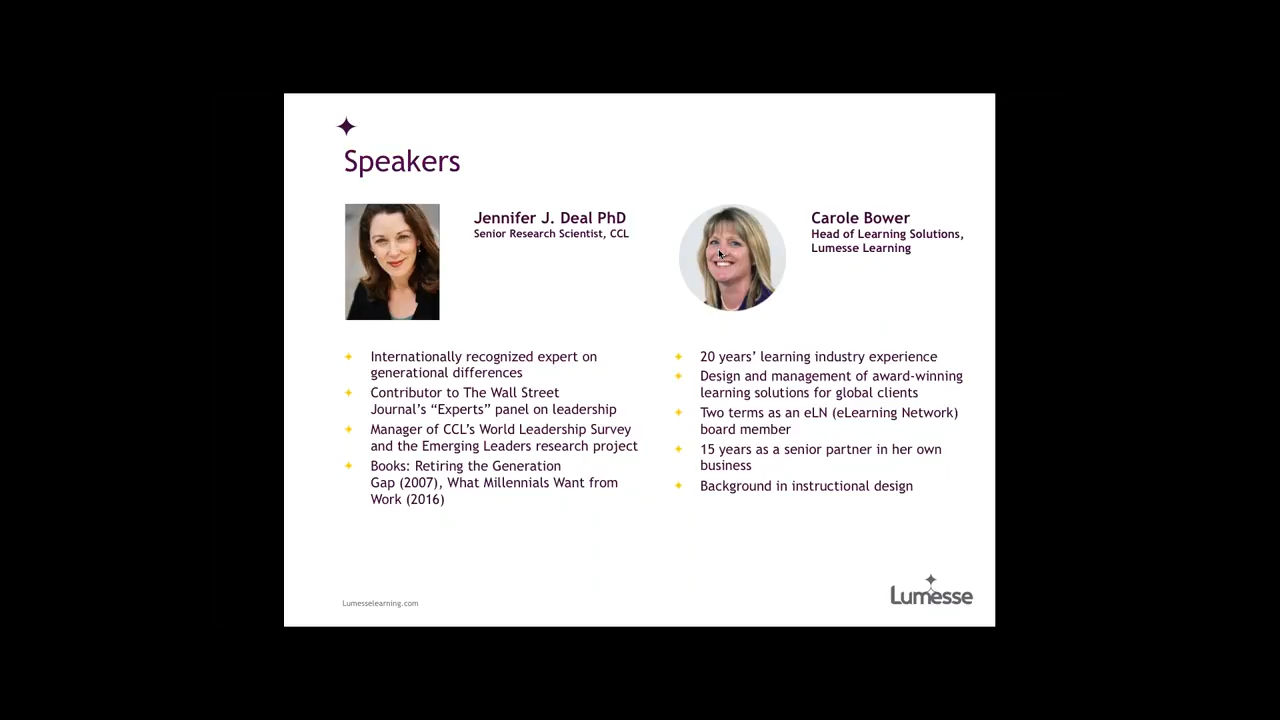 Speakers
Jennifer J. Deal PhD
Senior Research Scientist, CCL
Internationally recognized expert on
generational differences
Contributor to The Wall Street
Journal’s “Experts” panel on leadership
Manager of CCL’s World Leadership Survey
and the Emerging Leaders research project
Books: Retiring the Generation
Gap (2007), What Millennials Want from
Work (2016)
Carole Bower
Head of Learning Solutions,
Lumesse Learning
20 years’ learning industry experience
Design and management of award-winning
learning solutions for global clients
Two terms as an eLN (eLearning Network)
board member
15 years as a senior partner in her own
business
Background in instructional design
Lumesselearning.com
Lumesse